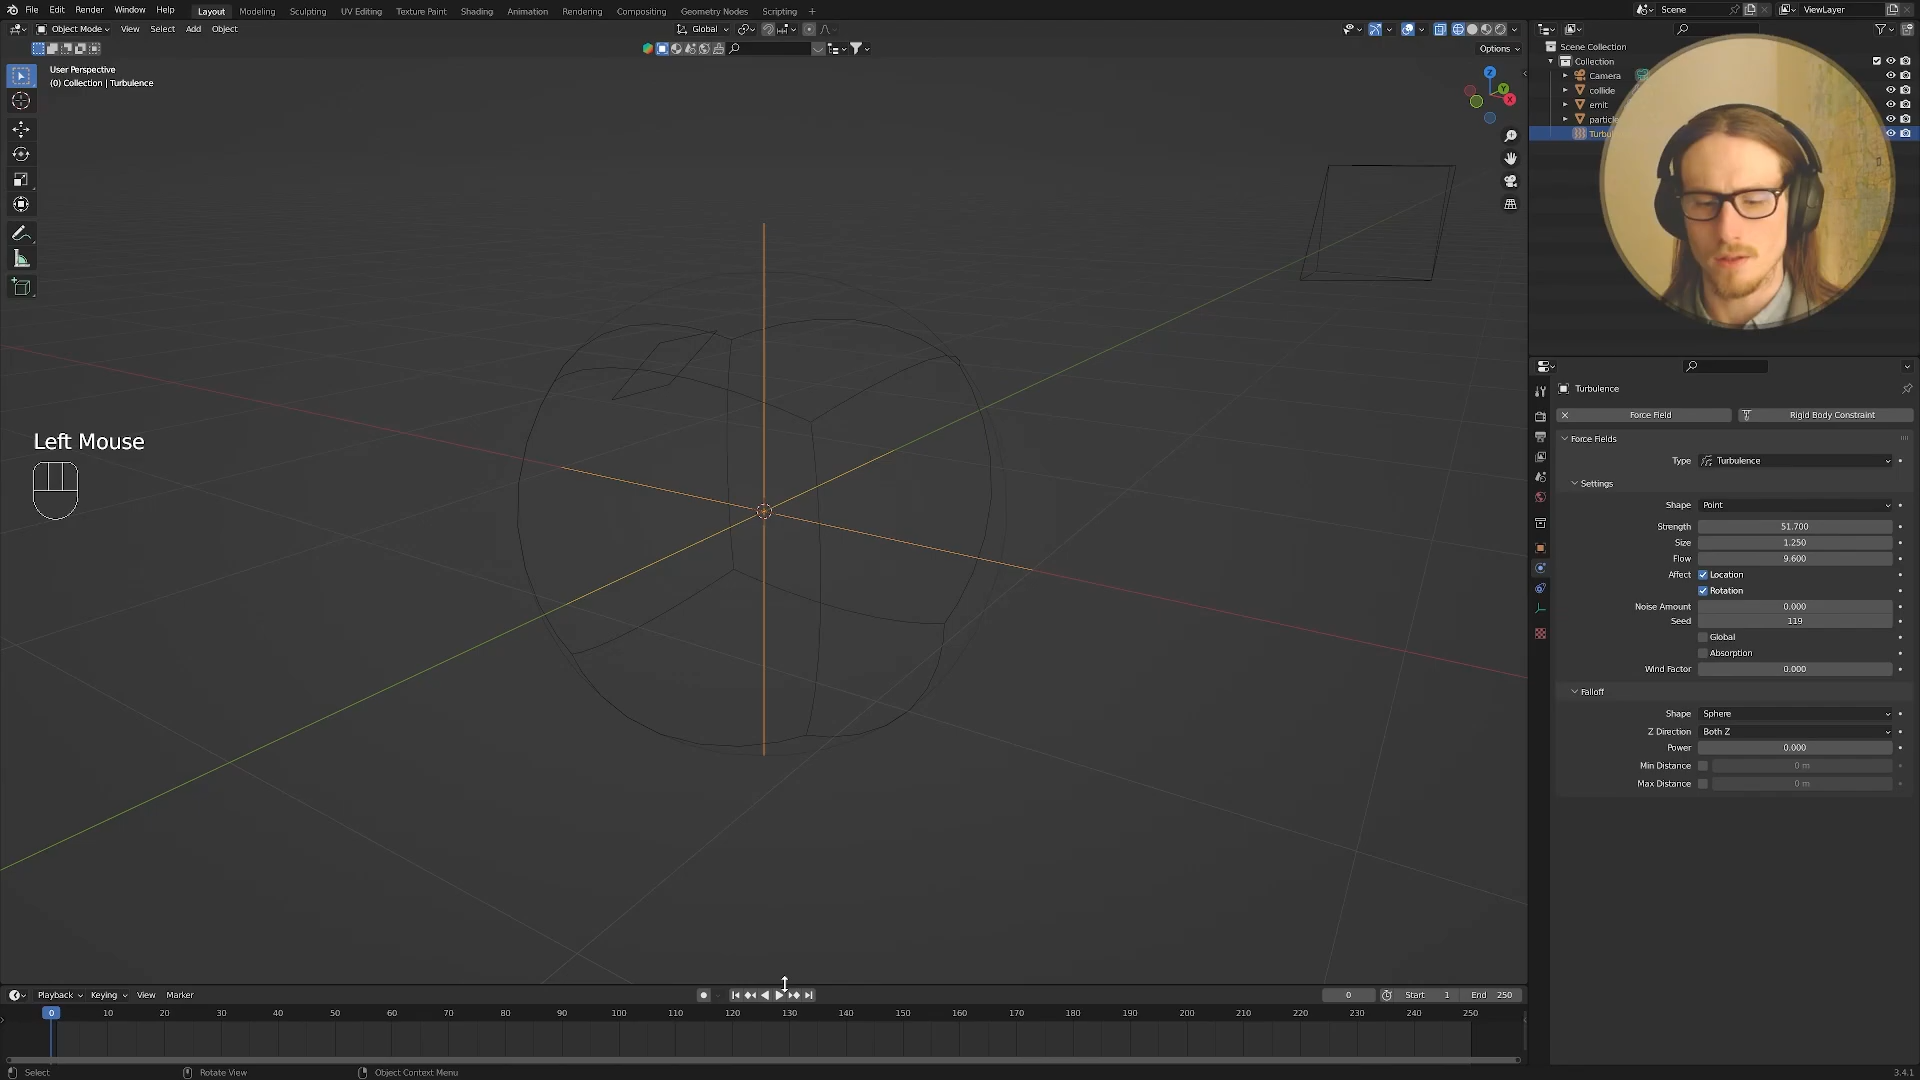 File Edit Render Window Help Layout Modeling Sculpting UV Editing Texture Paint Shading Animation Rendering Compositing Geometry Nodes Scripting + Scene ViewLayer
Object Mode View Select Add Object Global
Options
User Perspective
(0) Collection | Turbulence
Scene Collection
Collection
Camera
collide
emit
particle
Turbu
Z
Y
X
Left Mouse
Turbulence
Force Field Rigid Body Constraint
Force Fields
Type Turbulence
Settings
Shape Point
Strength 51.700
Size 1.250
Flow 9.600
Affect Location
Rotation
Noise Amount 0.000
Seed 119
Global
Absorption
Wind Factor 0.000
Falloff
Shape Sphere
Z Direction Both Z
Power 0.000
Min Distance 0 m
Max Distance 0 m
Playback Keying View Marker 0 Start 1 End 250
0 10 20 30 40 50 60 70 80 90 100 110 120 130 140 150 160 170 180 190 200 210 220 230 240 250
Select Rotate View Object Context Menu 3.4.1